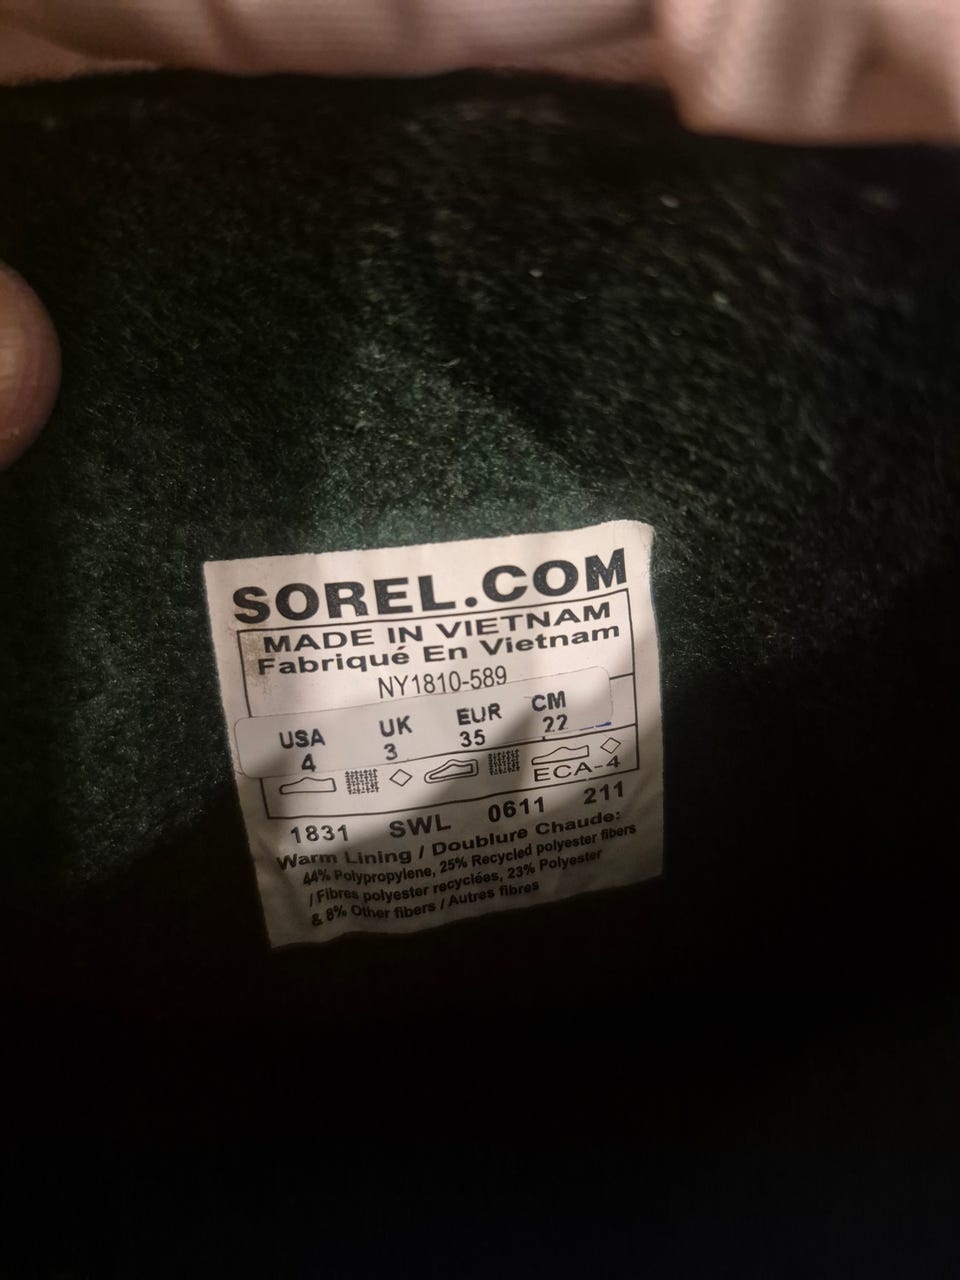 SOREL.COM
MADE IN VIETNAM
Fabriqué En Vietnam
NY1810-589
USA UK EUR CM
4 3 35 22
ECA-4
1831 SWL 0611 211
Warm Lining / Doublure Chaude:
44% Polypropylene, 25% Recycled polyester fibers
/ Fibres polyester recyclées, 23% Polyester
& 8% Other fibers / Autres fibres